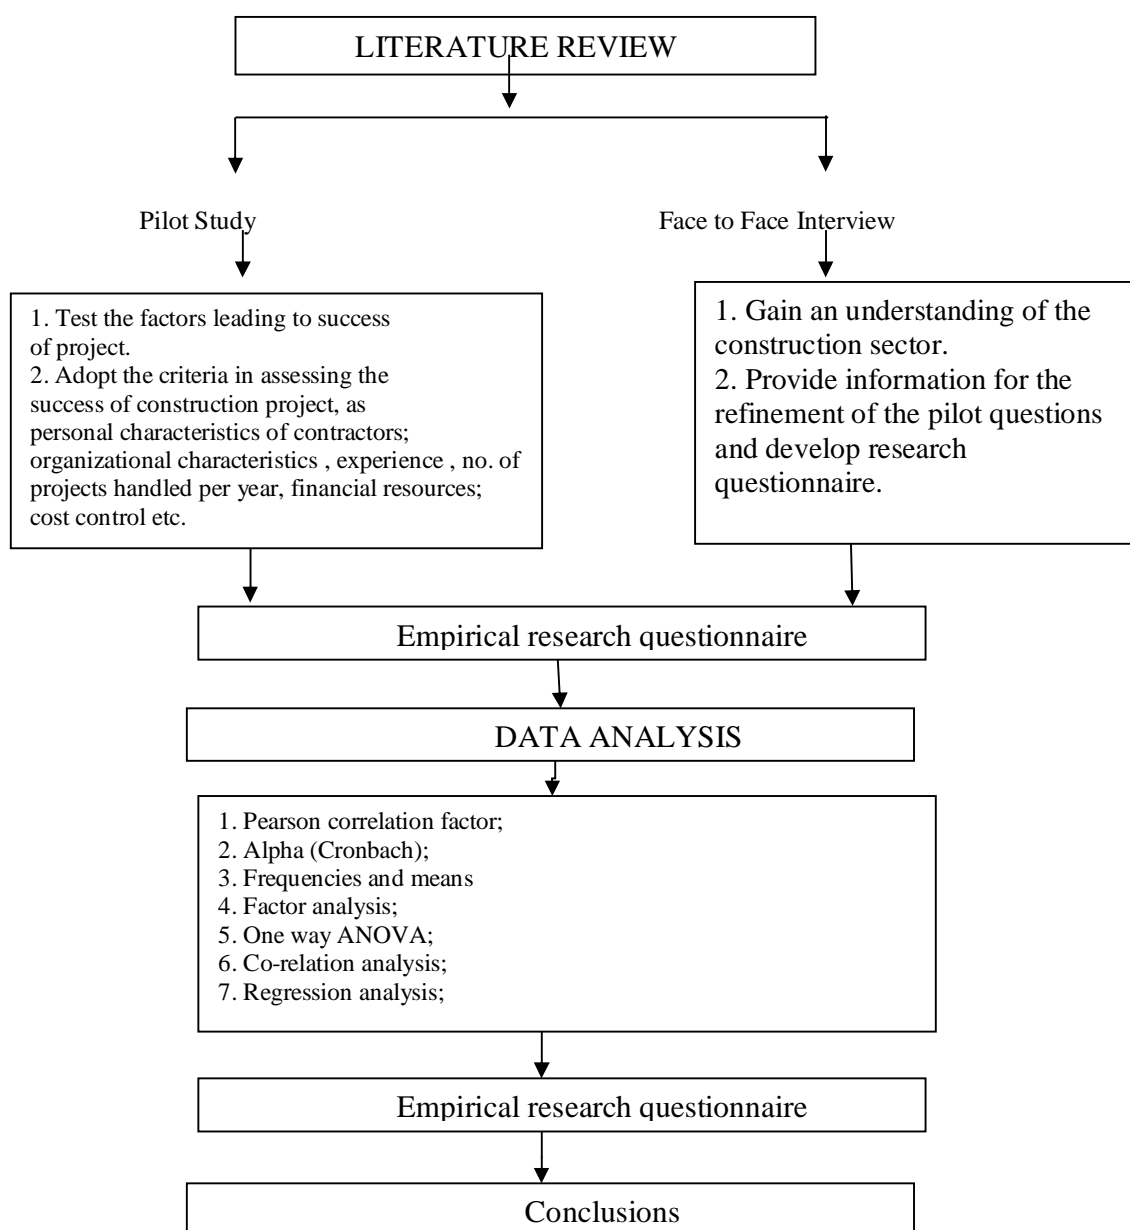 LITERATURE REVIEW
Pilot Study
Face to Face Interview
1. Test the factors leading to success
of project.
2. Adopt the criteria in assessing the
success of construction project, as
personal characteristics of contractors;
organizational characteristics , experience , no. of
projects handled per year, financial resources;
cost control etc.
1. Gain an understanding of the
construction sector.
2. Provide information for the
refinement of the pilot questions
and develop research
questionnaire.
Empirical research questionnaire
DATA ANALYSIS
1. Pearson correlation factor;
2. Alpha (Cronbach);
3. Frequencies and means
4. Factor analysis;
5. One way ANOVA;
6. Co-relation analysis;
7. Regression analysis;
Empirical research questionnaire
Conclusions